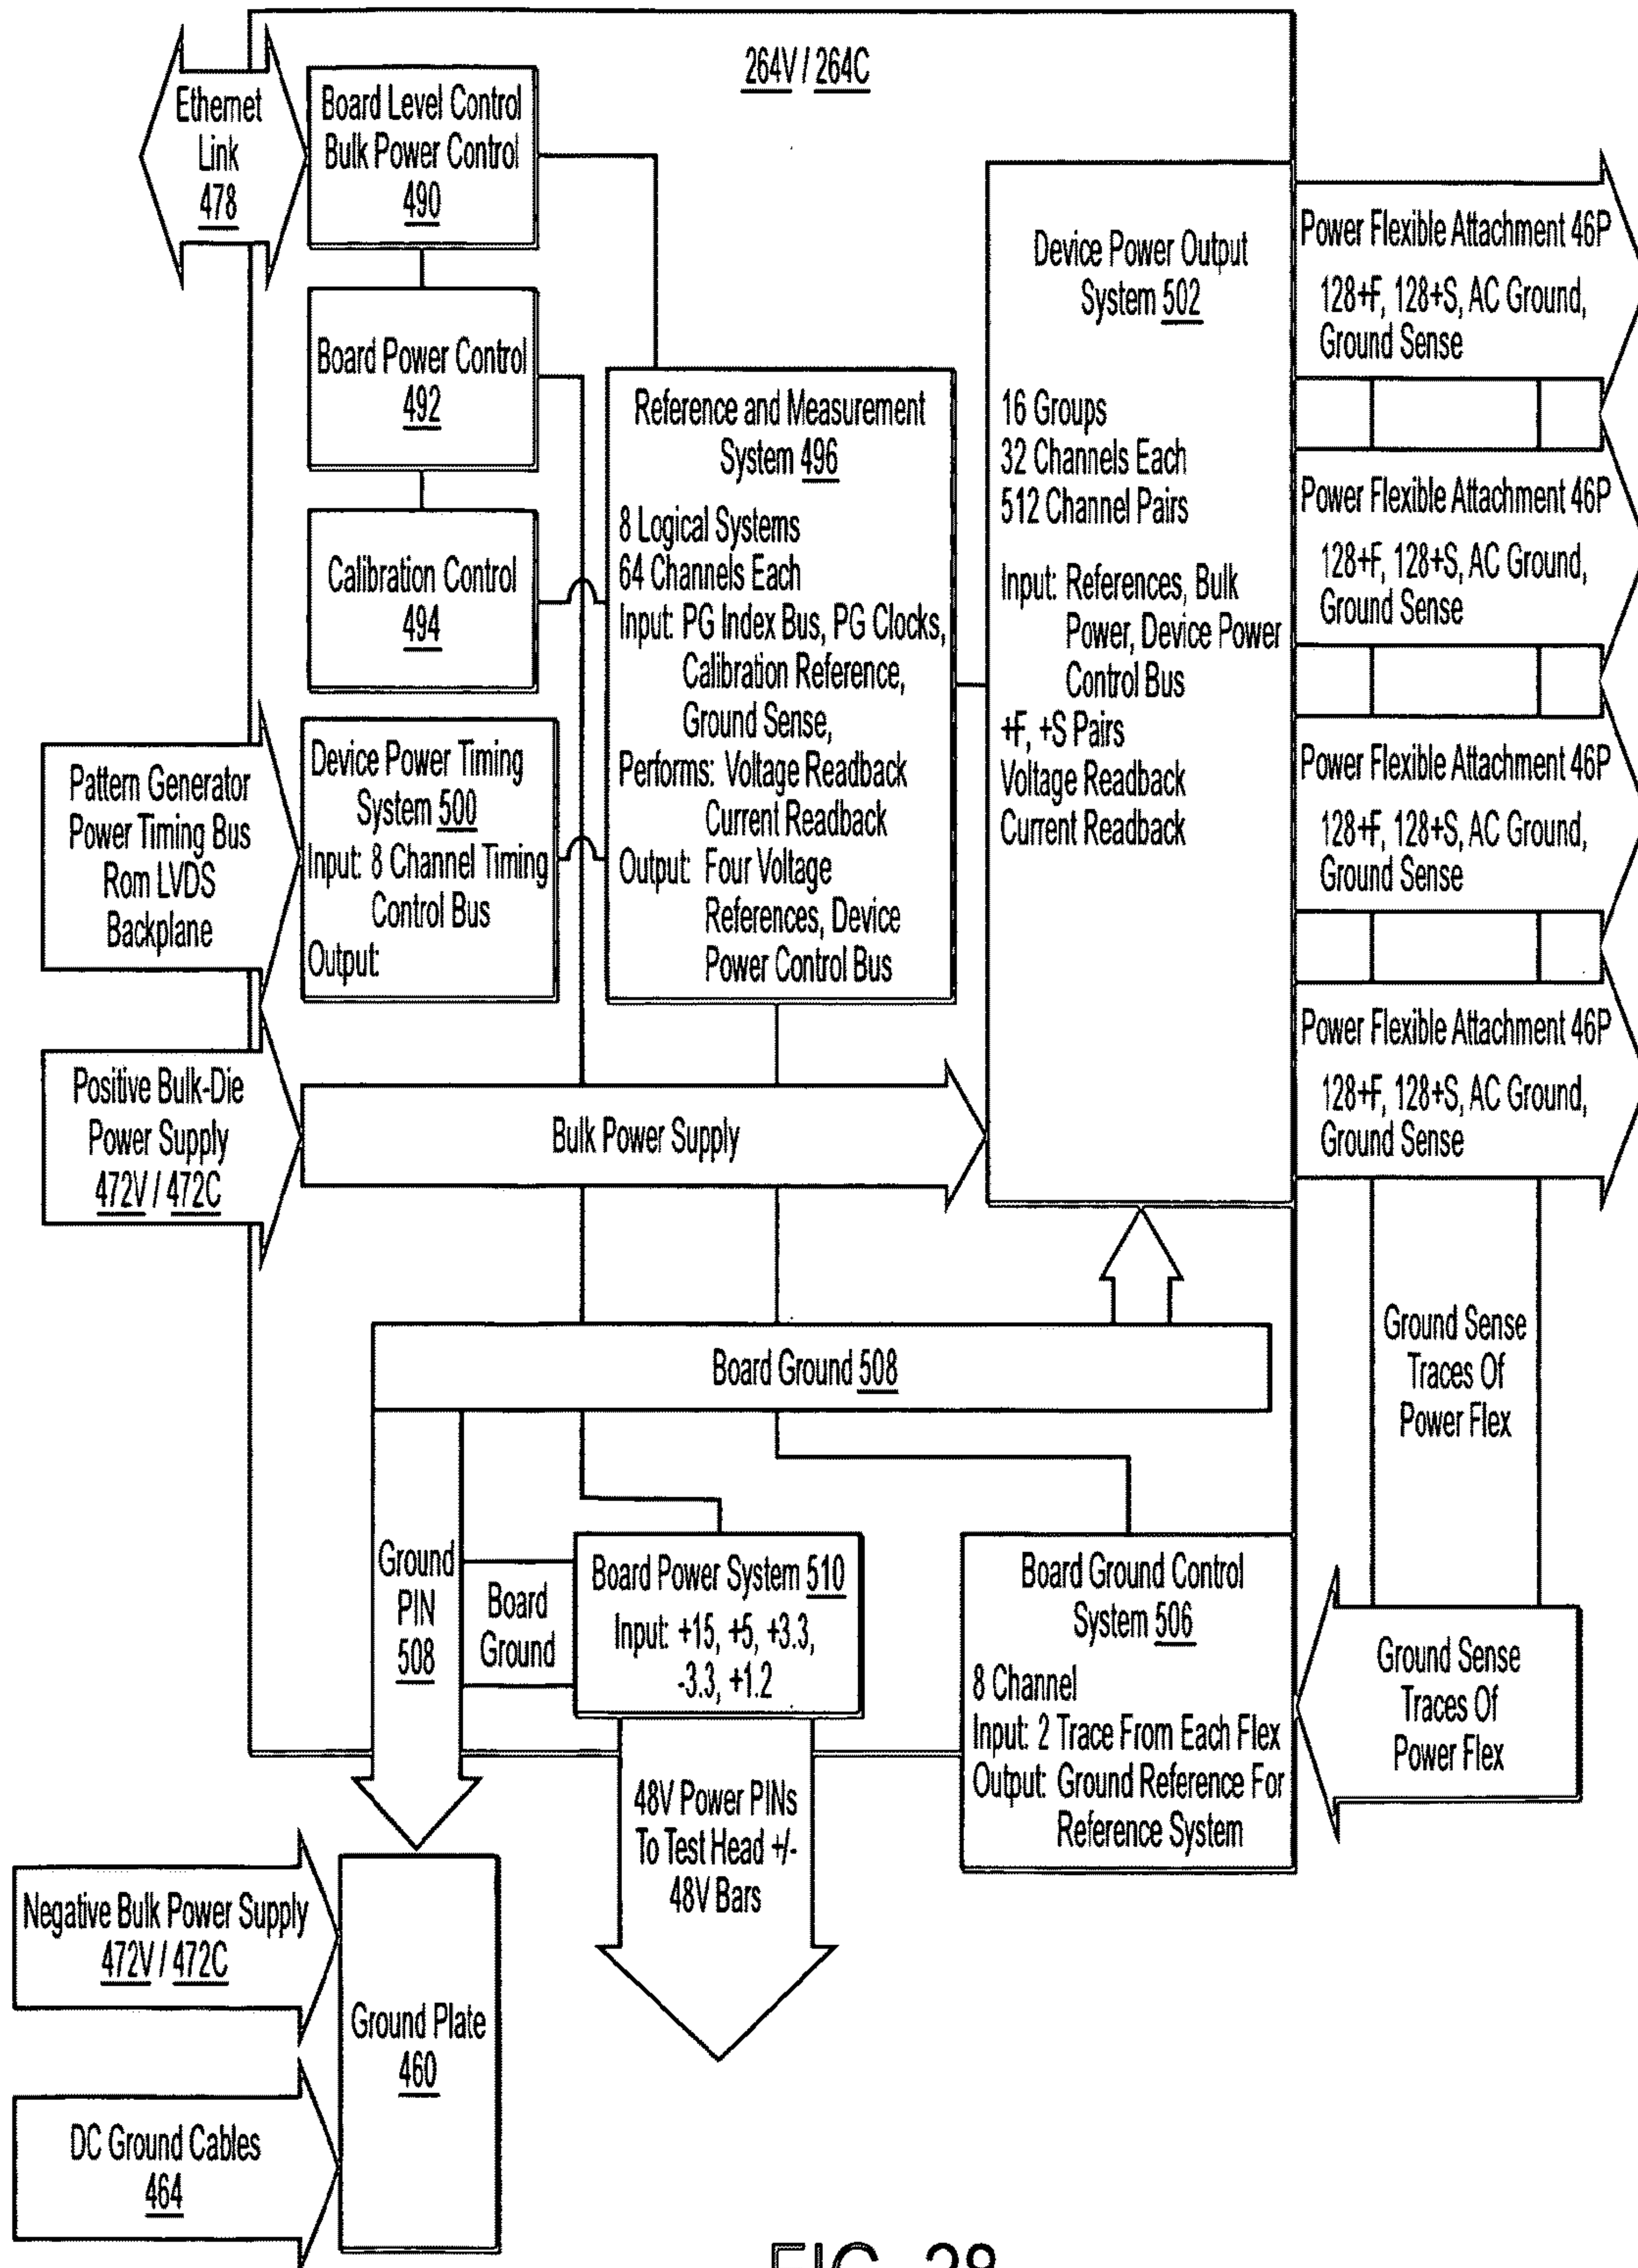 264V / 264C
Ethernet
Link
478
Board Level Control
Bulk Power Control
490
Board Power Control
492
Calibration Control
494
Pattern Generator
Power Timing Bus
Rom LVDS
Backplane
Device Power Timing
System 500
Input: 8 Channel Timing
Control Bus
Output:
Reference and Measurement
System 496
8 Logical Systems
64 Channels Each
Input: PG Index Bus, PG Clocks,
Calibration Reference,
Ground Sense,
Performs: Voltage Readback
Current Readback
Output: Four Voltage
References, Device
Power Control Bus
Device Power Output
System 502
16 Groups
32 Channels Each
512 Channel Pairs
Input: References, Bulk
Power, Device Power
Control Bus
+F, +S Pairs
Voltage Readback
Current Readback
Power Flexible Attachment 46P
128+F, 128+S, AC Ground,
Ground Sense
Power Flexible Attachment 46P
128+F, 128+S, AC Ground,
Ground Sense
Power Flexible Attachment 46P
128+F, 128+S, AC Ground,
Ground Sense
Power Flexible Attachment 46P
128+F, 128+S, AC Ground,
Ground Sense
Positive Bulk-Die
Power Supply
472V / 472C
Bulk Power Supply
Board Ground 508
Ground Sense
Traces Of
Power Flex
Ground
PIN
508
Board
Ground
Board Power System 510
Input: +15, +5, +3.3,
-3.3, +1.2
Board Ground Control
System 506
8 Channel
Input: 2 Trace From Each Flex
Output: Ground Reference For
Reference System
Ground Sense
Traces Of
Power Flex
48V Power PINs
To Test Head +/-
48V Bars
Negative Bulk Power Supply
472V / 472C
Ground Plate
460
DC Ground Cables
464
FIG. 28